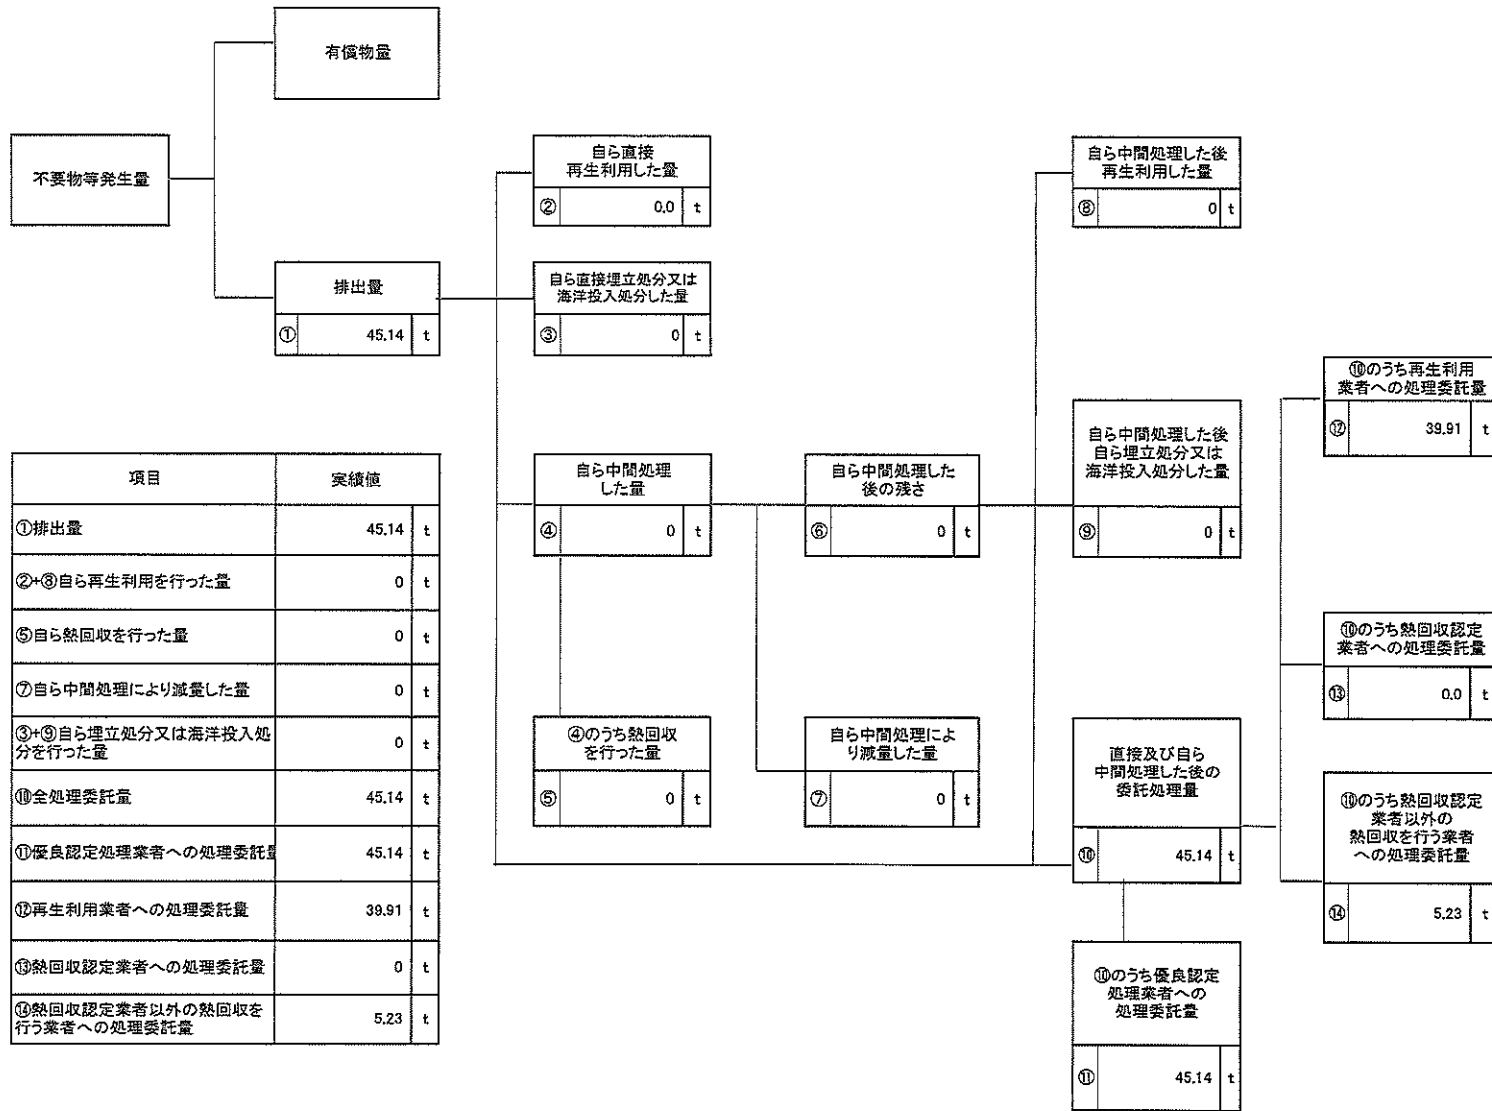 有償物量
不要物等発生量
排出量
① 45.14 t
自ら直接
再生利用した量
② 0.0 t
自ら直接埋立処分又は
海洋投入処分した量
③ 0 t
自ら中間処理
した量
④ 0 t
④のうち熱回収
を行った量
⑤ 0 t
自ら中間処理した
後の残さ
⑥ 0 t
自ら中間処理によ
り減量した量
⑦ 0 t
自ら中間処理した後
再生利用した量
⑧ 0 t
自ら中間処理した後
自ら埋立処分又は
海洋投入処分した量
⑨ 0 t
直接及び自ら
中間処理した後の
委託処理量
⑩ 45.14 t
⑩のうち優良認定
処理業者への
処理委託量
⑪ 45.14 t
⑩のうち再生利用
業者への処理委託量
⑫ 39.91 t
⑩のうち熱回収認定
業者への処理委託量
⑬ 0.0 t
⑩のうち熱回収認定
業者以外の
熱回収を行う業者
への処理委託量
⑭ 5.23 t
項目 実績値
①排出量 45.14 t
②+⑧自ら再生利用を行った量 0 t
⑤自ら熱回収を行った量 0 t
⑦自ら中間処理により減量した量 0 t
③+⑨自ら埋立処分又は海洋投入処
分を行った量 0 t
⑩全処理委託量 45.14 t
⑪優良認定処理業者への処理委託量 45.14 t
⑫再生利用業者への処理委託量 39.91 t
⑬熱回収認定業者への処理委託量 0 t
⑭熱回収認定業者以外の熱回収を
行う業者への処理委託量 5.23 t